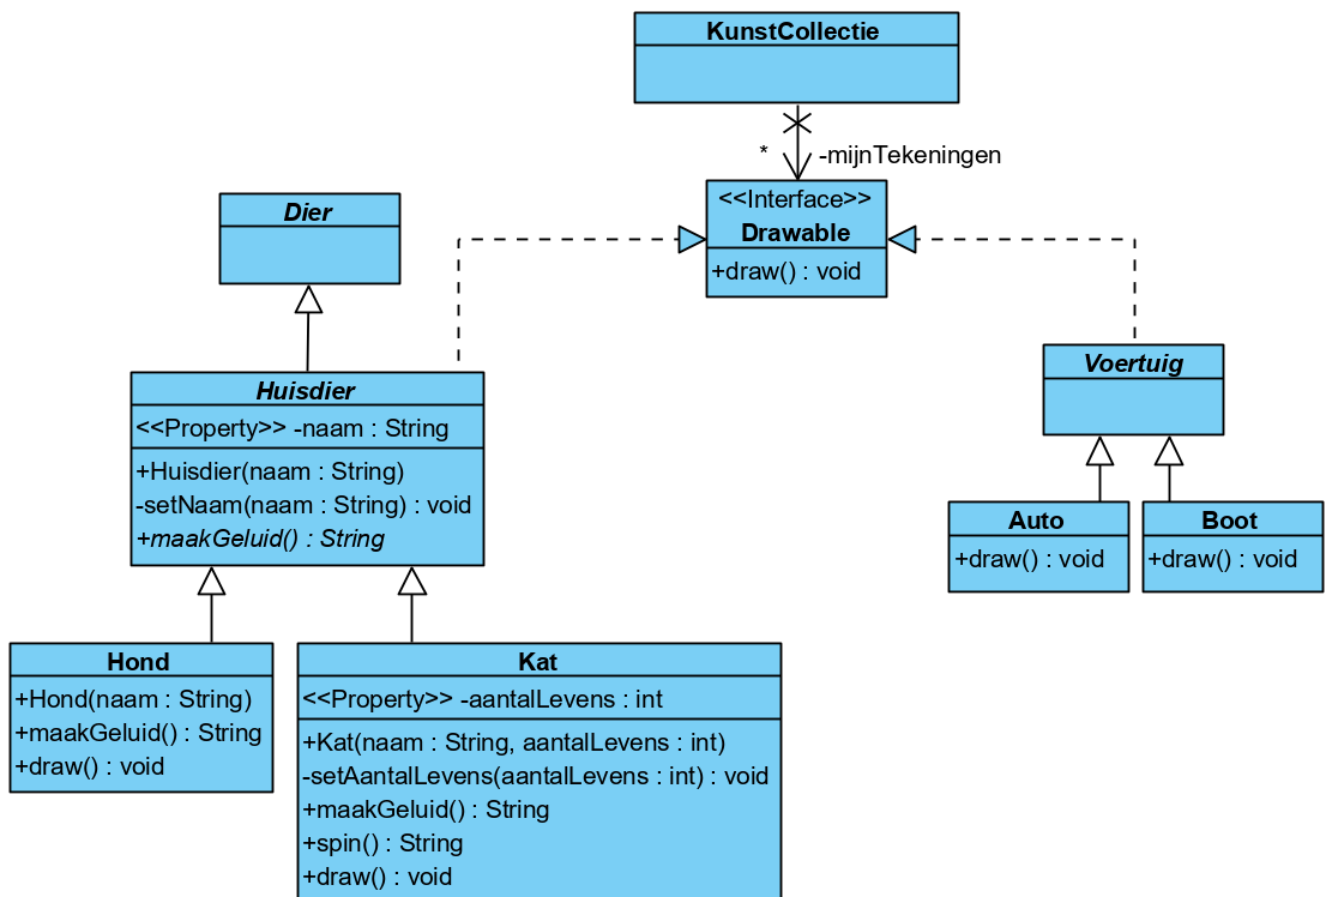 KunstCollectie
* -mijnTekeningen
<<Interface>>
Drawable
+draw() : void
Dier
Huisdier
<<Property>> -naam : String
+Huisdier(naam : String)
-setNaam(naam : String) : void
+maakGeluid() : String
Voertuig
Auto
+draw() : void
Boot
+draw() : void
Hond
+Hond(naam : String)
+maakGeluid() : String
+draw() : void
Kat
<<Property>> -aantalLevens : int
+Kat(naam : String, aantalLevens : int)
-setAantalLevens(aantalLevens : int) : void
+maakGeluid() : String
+spin() : String
+draw() : void